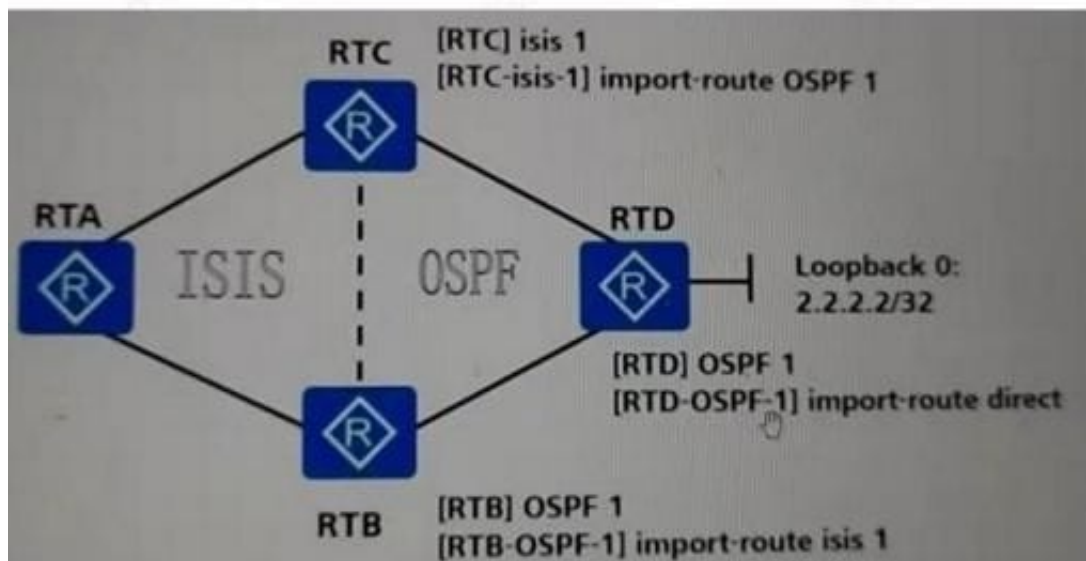 RTC
[RTC] isis 1
[RTC-isis-1] import-route OSPF 1
R
RTA
R
ISIS
OSPF
RTD
R
Loopback 0:
2.2.2.2/32
[RTD] OSPF 1
[RTD-OSPF-1] import-route direct
R
RTB
[RTB] OSPF 1
[RTB-OSPF-1] import-route isis 1